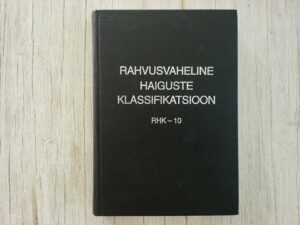 RAHVUSVAHELINE
HAIGUSTE
KLASSIFIKATSIOON
RHK – 10